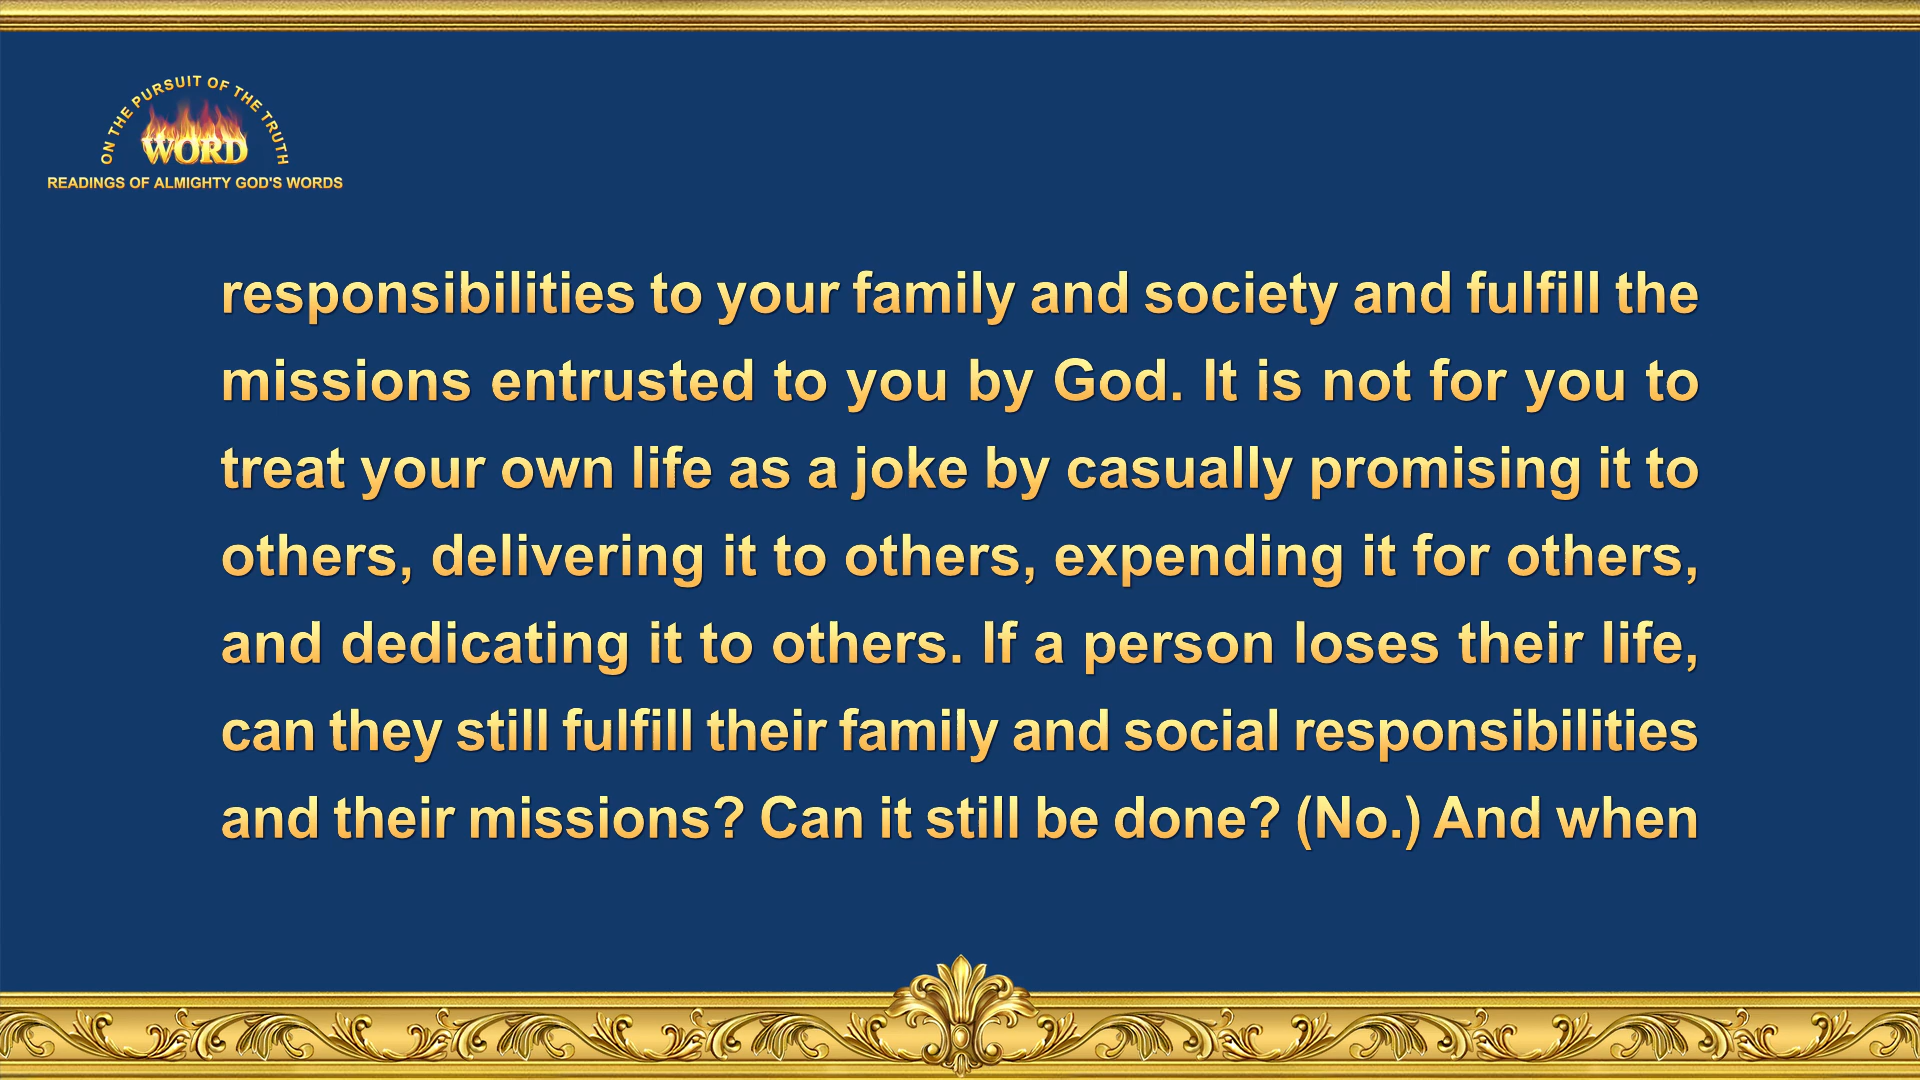 ON THE PURSUIT OF THE TRUTH
WORD
READINGS OF ALMIGHTY GOD'S WORDS
responsibilities to your family and society and fulfill the
missions entrusted to you by God. It is not for you to
treat your own life as a joke by casually promising it to
others, delivering it to others, expending it for others,
and dedicating it to others. If a person loses their life,
can they still fulfill their family and social responsibilities
and their missions? Can it still be done? (No.) And when